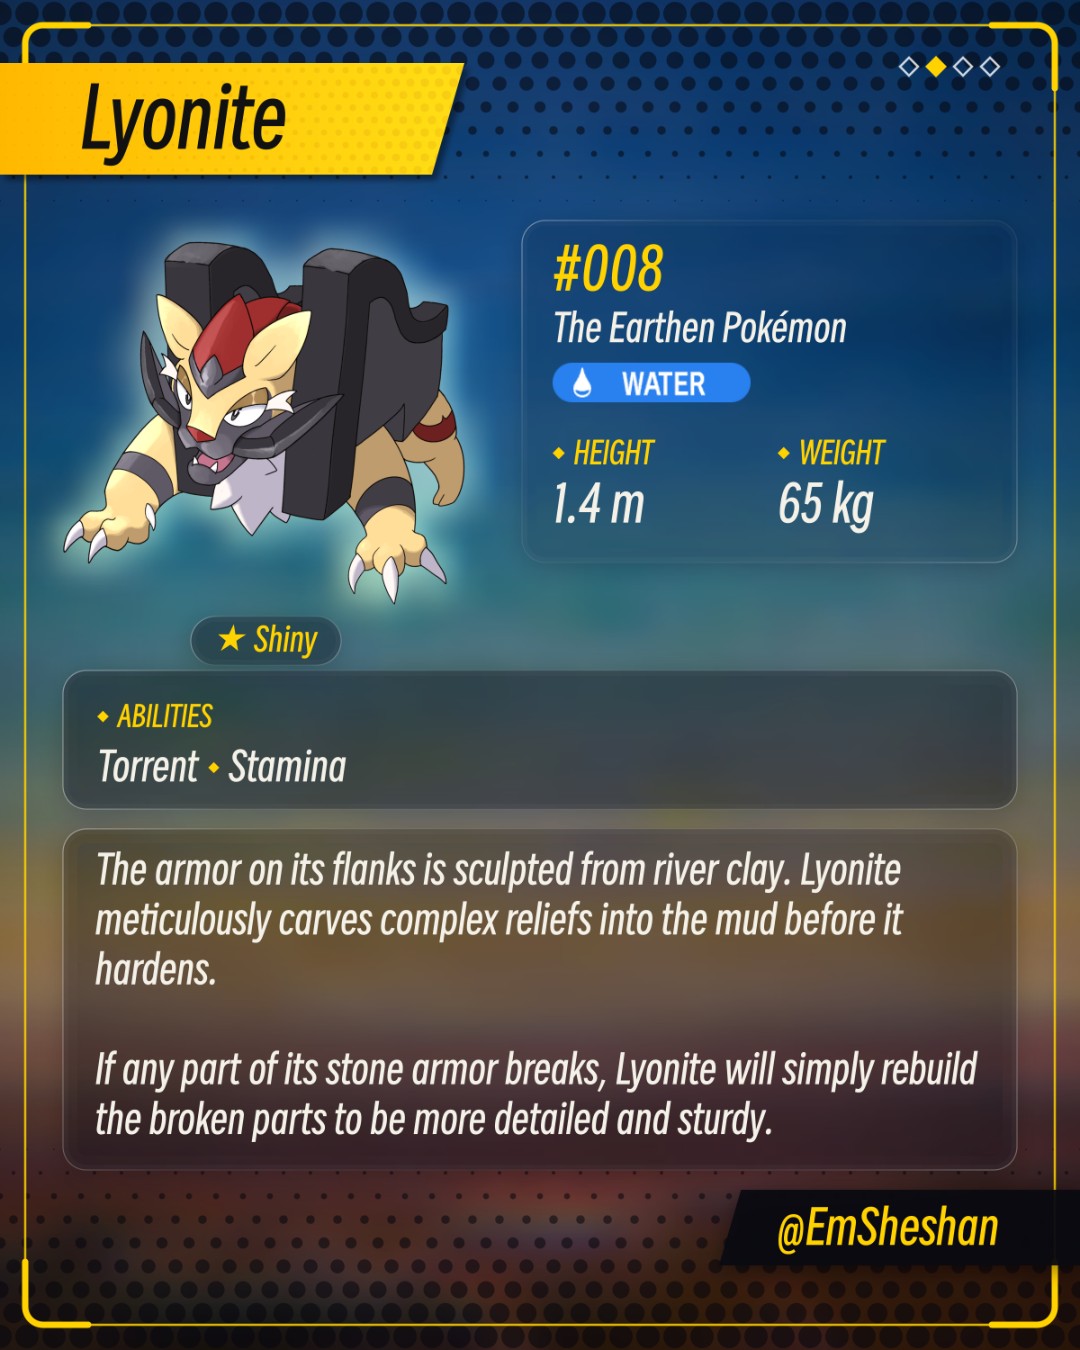 Lyonite
#008
The Earthen Pokémon
WATER
HEIGHT WEIGHT
1.4 m 65 kg
Shiny
ABILITIES
Torrent Stamina
The armor on its flanks is sculpted from river clay. Lyonite
meticulously carves complex reliefs into the mud before it
hardens.
If any part of its stone armor breaks, Lyonite will simply rebuild
the broken parts to be more detailed and sturdy.
@EmSheshan